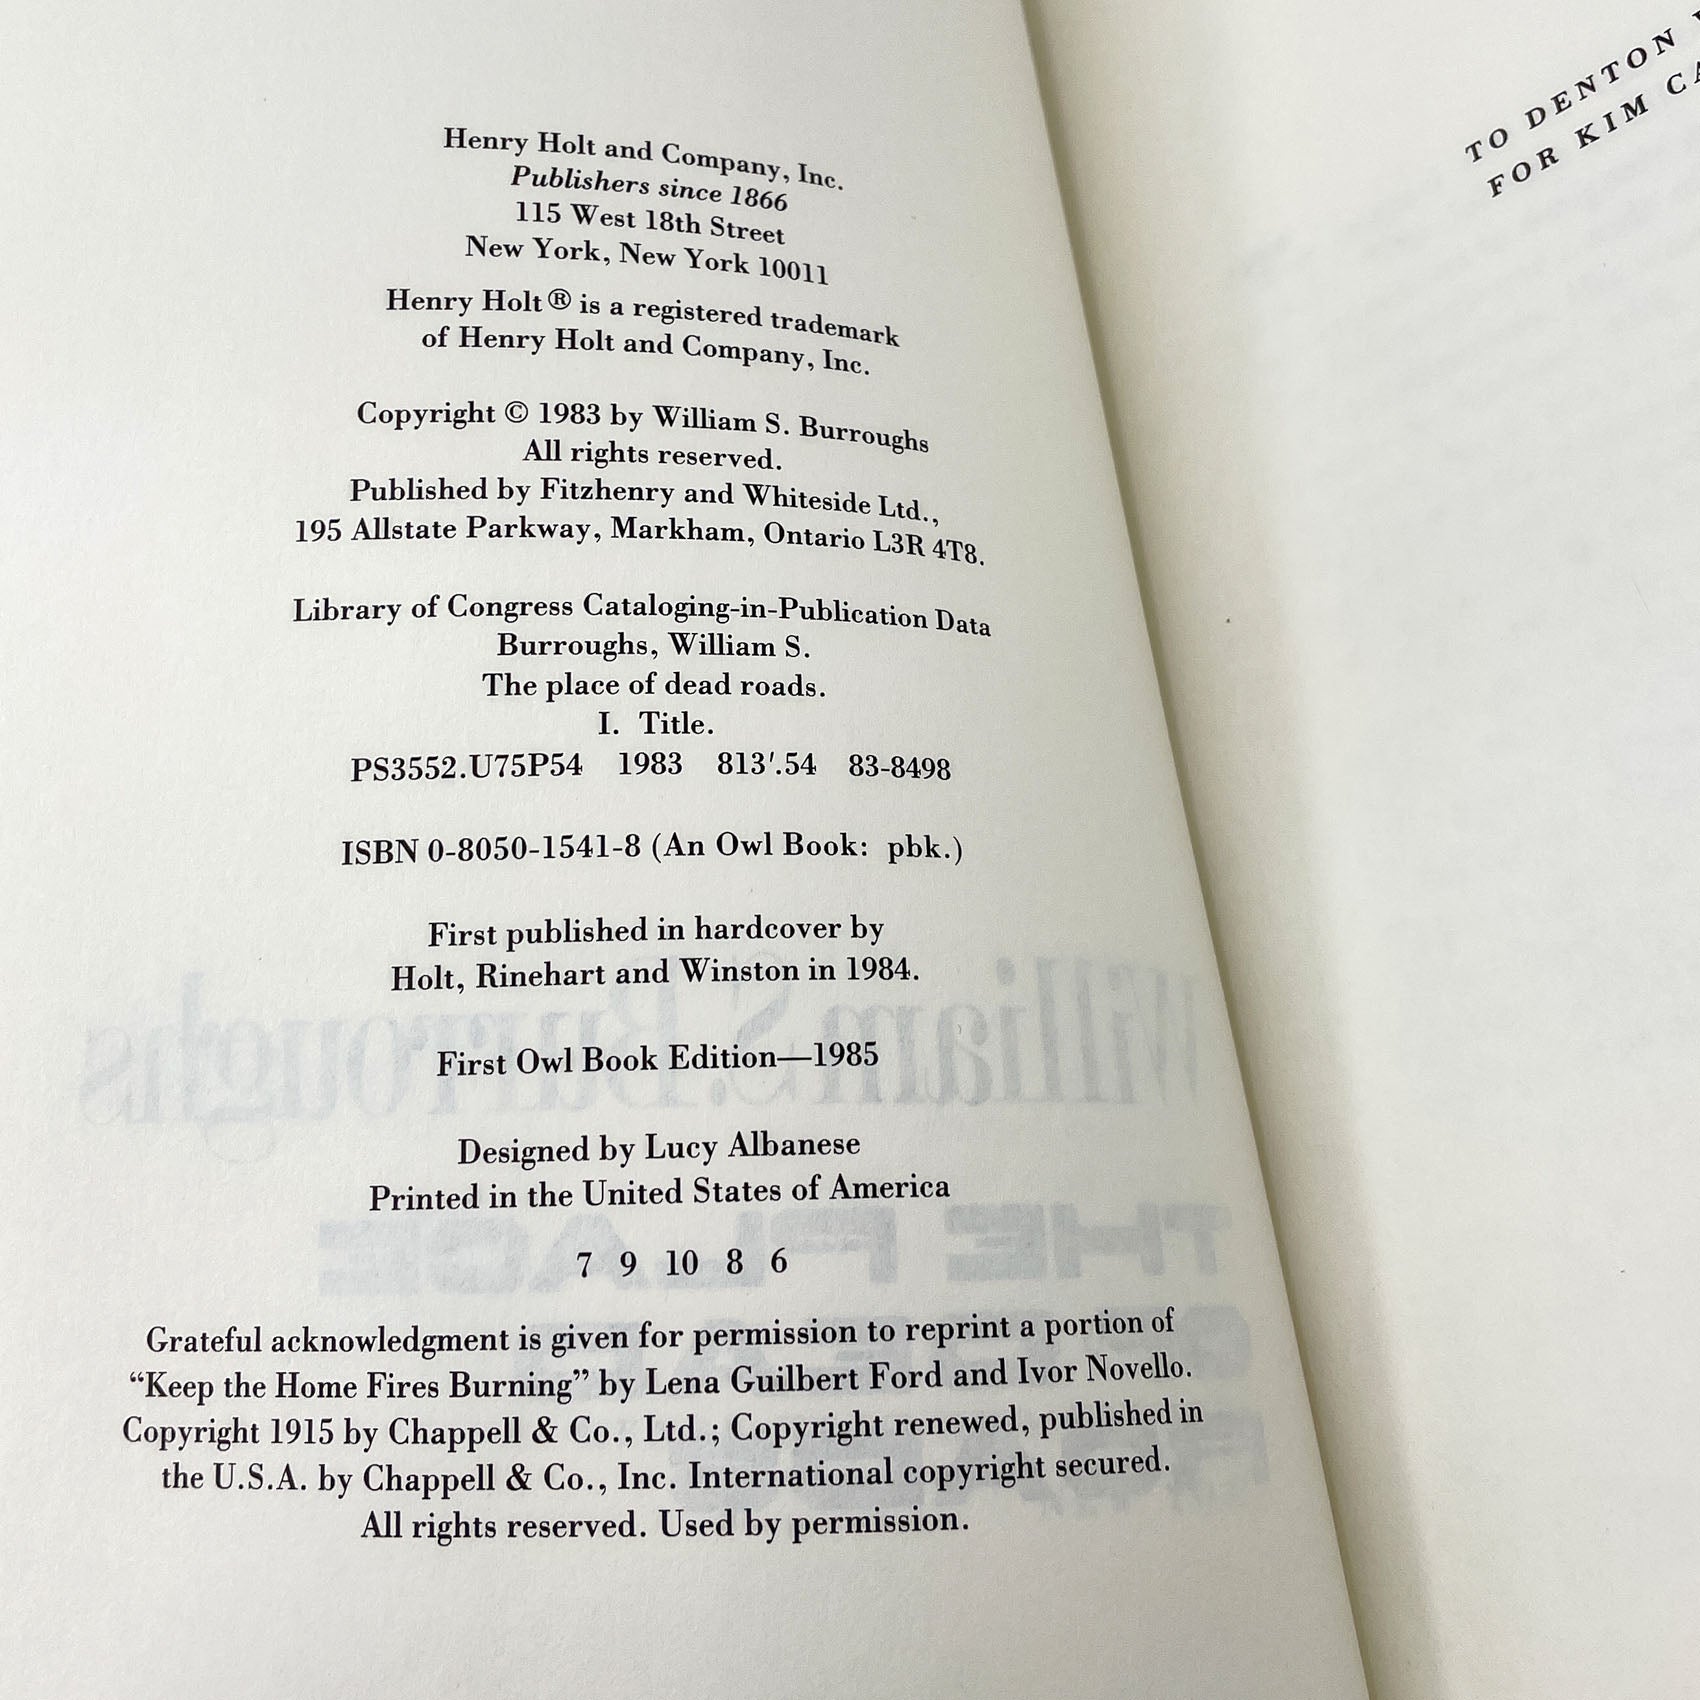 Henry Holt and Company, Inc.
Publishers since 1866
115 West 18th Street
New York, New York 10011
Henry Holt® is a registered trademark
of Henry Holt and Company, Inc.
Copyright © 1983 by William S. Burroughs
All rights reserved.
Published by Fitzhenry and Whiteside Ltd.,
195 Allstate Parkway, Markham, Ontario L3R 4T8.
Library of Congress Cataloging-in-Publication Data
Burroughs, William S.
The place of dead roads.
I. Title.
PS3552.U75P54 1983 813'.54 83-8498
ISBN 0-8050-1541-8 (An Owl Book: pbk.)
First published in hardcover by
Holt, Rinehart and Winston in 1984.
First Owl Book Edition—1985
Designed by Lucy Albanese
Printed in the United States of America
7 9 10 8 6
Grateful acknowledgment is given for permission to reprint a portion of
“Keep the Home Fires Burning” by Lena Guilbert Ford and Ivor Novello.
Copyright 1915 by Chappell & Co., Ltd.; Copyright renewed, published in
the U.S.A. by Chappell & Co., Inc. International copyright secured.
All rights reserved. Used by permission.
TO DENTON
FOR KIM